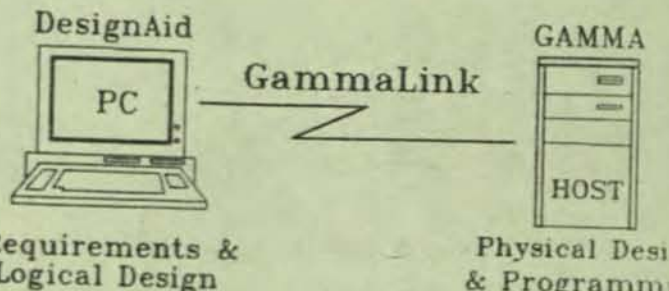 DesignAid
GAMMA
GammaLink
PC
HOST
Requirements &
Logical Design
Physical Desi
& Programm